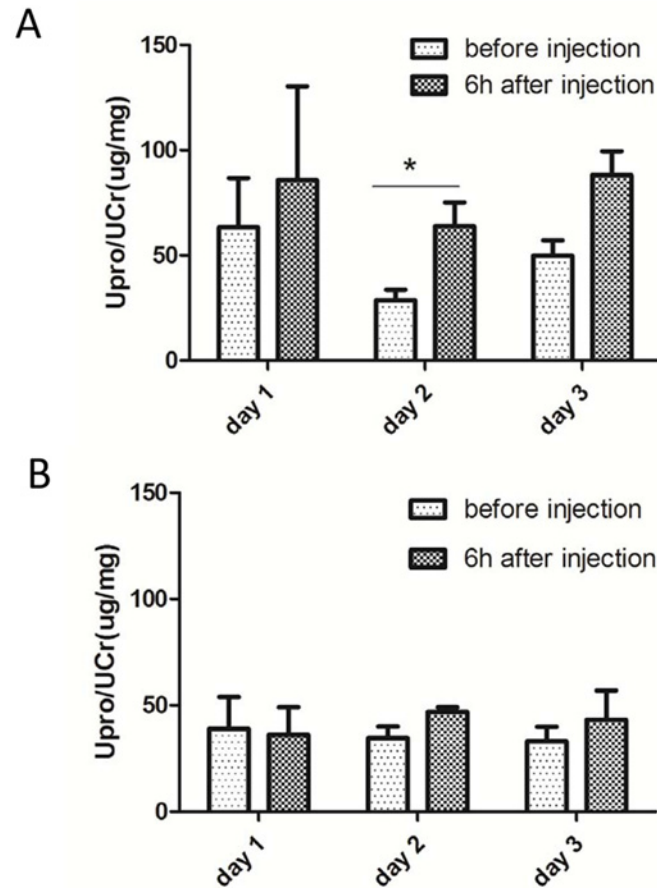 A
150
before injection
6h after injection
*
100
50
0
Upro/UCr(ug/mg)
day 1
day 2
day 3
B
150
before injection
6h after injection
100
50
0
Upro/UCr(ug/mg)
day 1
day 2
day 3